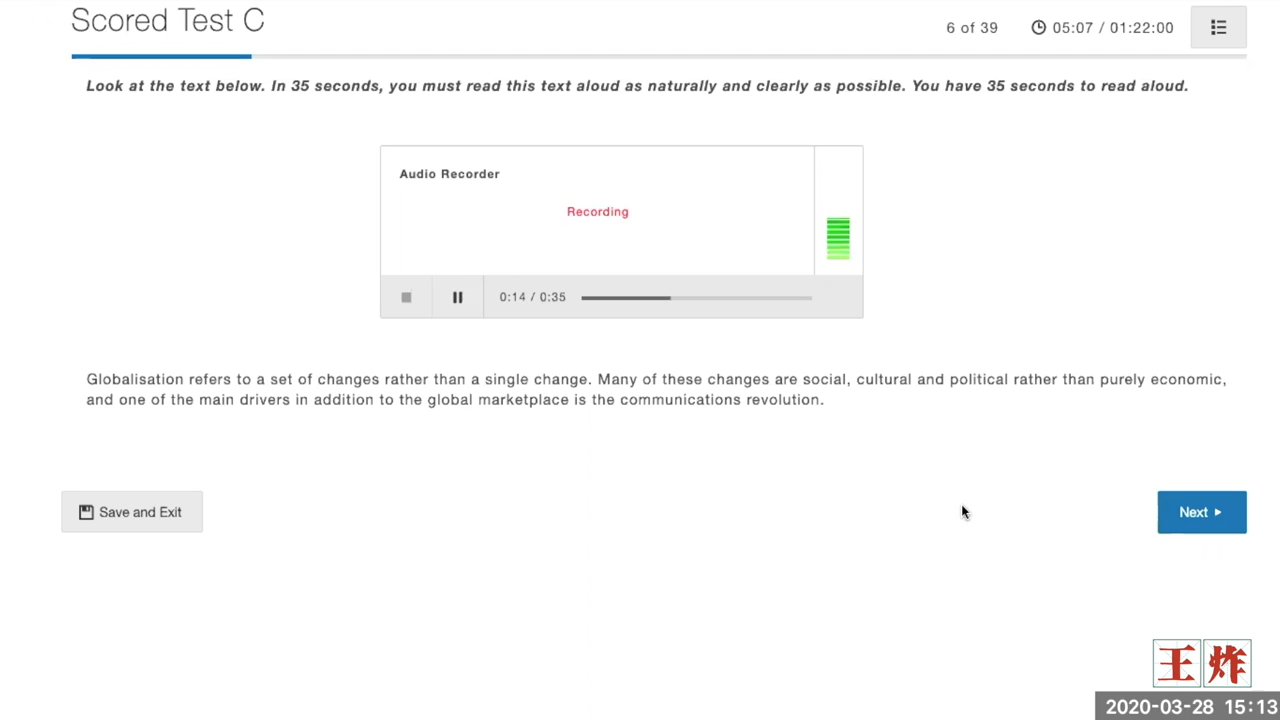 Scored Test C
6 of 39
05:07 / 01:22:00
Look at the text below. In 35 seconds, you must read this text aloud as naturally and clearly as possible. You have 35 seconds to read aloud.
Audio Recorder
Recording
0:14 / 0:35
Globalisation refers to a set of changes rather than a single change. Many of these changes are social, cultural and political rather than purely economic,
and one of the main drivers in addition to the global marketplace is the communications revolution.
Save and Exit
Next
王炸
2020-03-28 15:13